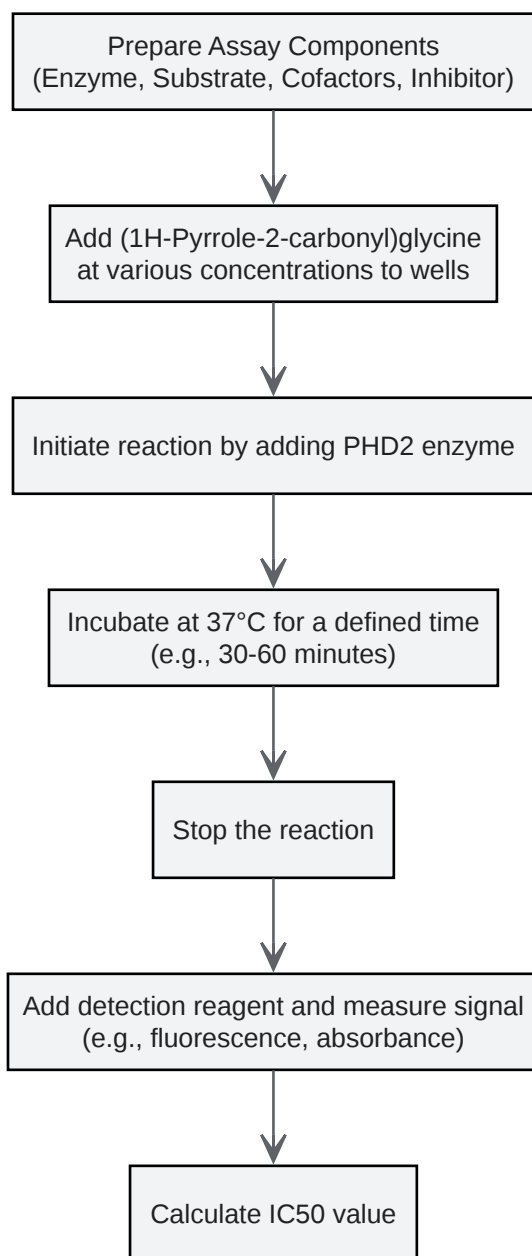 Prepare Assay Components
(Enzyme, Substrate, Cofactors, Inhibitor)
Add (1H-Pyrrole-2-carbonyl)glycine
at various concentrations to wells
Initiate reaction by adding PHD2 enzyme
Incubate at 37°C for a defined time
(e.g., 30-60 minutes)
Stop the reaction
Add detection reagent and measure signal
(e.g., fluorescence, absorbance)
Calculate IC50 value